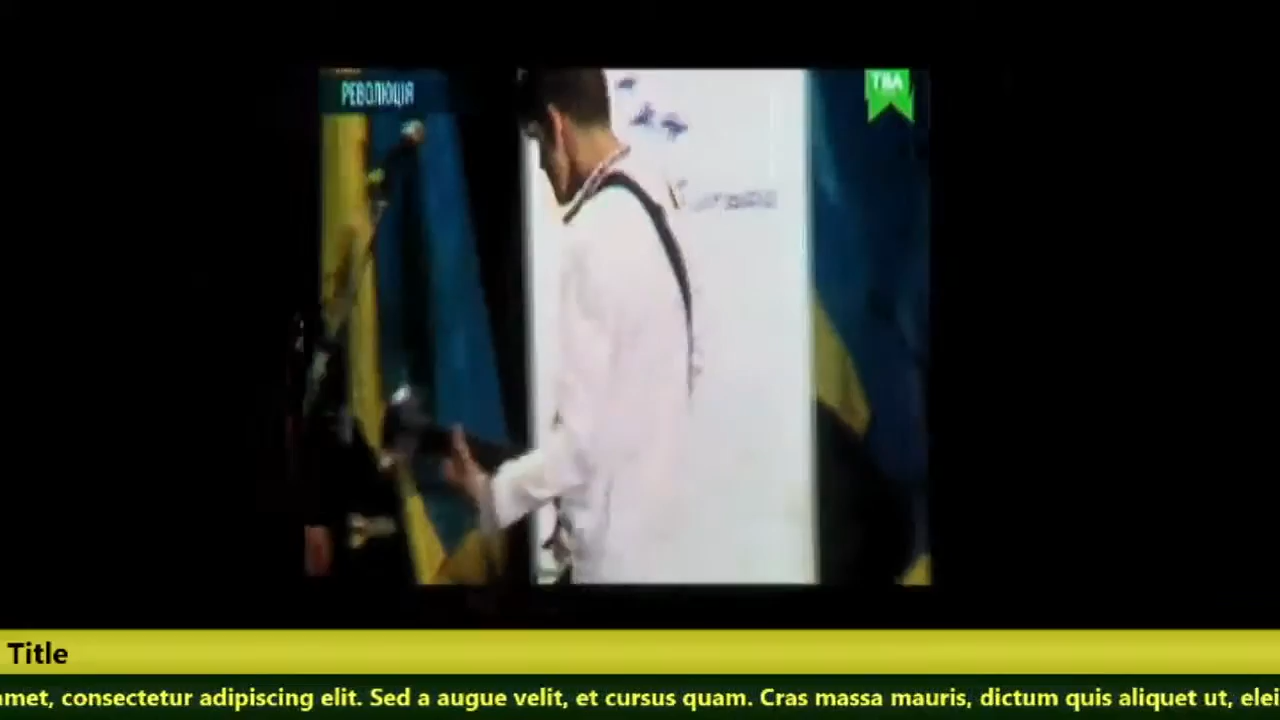 РЕВОЛЮЦІЯ
ТВА
Title
amet, consectetur adipiscing elit. Sed a augue velit, et cursus quam. Cras massa mauris, dictum quis aliquet ut, elei